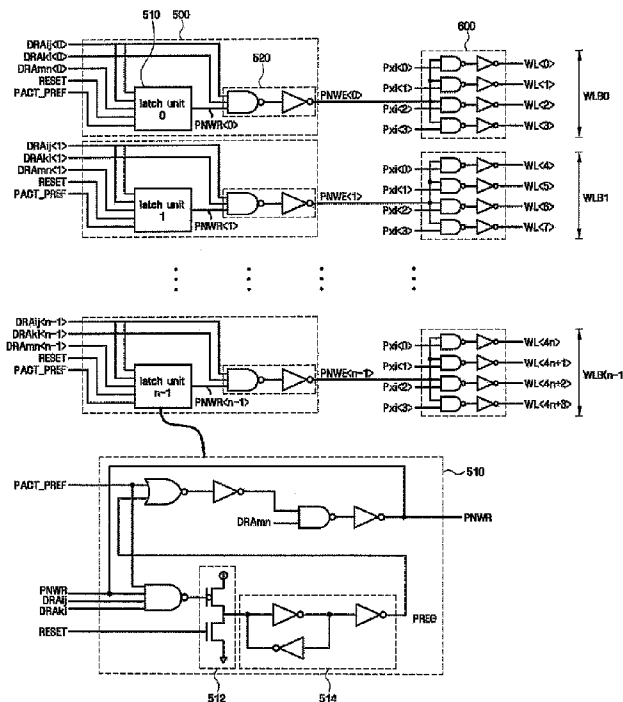 510
500
600
DRAij<0>
DRAkl<0>
DRAmn<0>
RESET
PACT_PREF
latch unit
0
520
PNWR<0>
PNWE<0>
Pxi<0>
Pxi<1>
Pxi<2>
Pxi<3>
WL<0>
WL<1>
WL<2>
WL<3>
WLB0
DRAij<1>
DRAkl<1>
DRAmn<1>
RESET
PACT_PREF
latch unit
1
PNWR<1>
PNWE<1>
Pxi<0>
Pxi<1>
Pxi<2>
Pxi<3>
WL<4>
WL<5>
WL<6>
WL<7>
WLB1
DRAij<n-1>
DRAkl<n-1>
DRAmn<n-1>
RESET
PACT_PREF
latch unit
n-1
PNWR<n-1>
PNWE<n-1>
Pxi<0>
Pxi<1>
Pxi<2>
Pxi<3>
WL<4n>
WL<4n+1>
WL<4n+2>
WL<4n+3>
WLBKn-1
510
PACT_PREF
DRAmn
PNWR
PNWR
DRAij
DRAkl
RESET
PREG
512
514